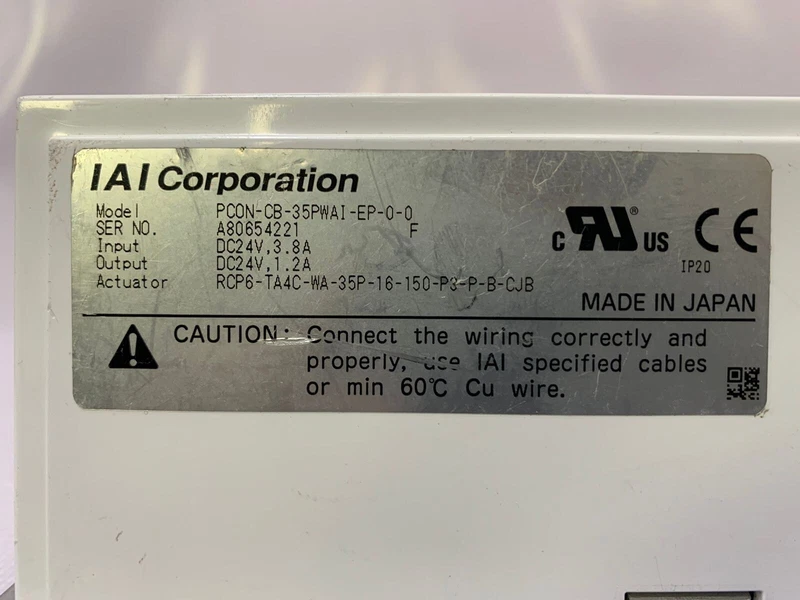 IAI Corporation
Model PCON-CB-35PWAI-EP-0-0
SER NO. A80654221 F
Input DC24V,3.8A
Output DC24V,1.2A
Actuator RCP6-TA4C-WA-35P-16-150-P3-P-B-CJB
c RU US CE
IP20
MADE IN JAPAN
CAUTION: Connect the wiring correctly and
properly, use IAI specified cables
or min 60℃ Cu wire.